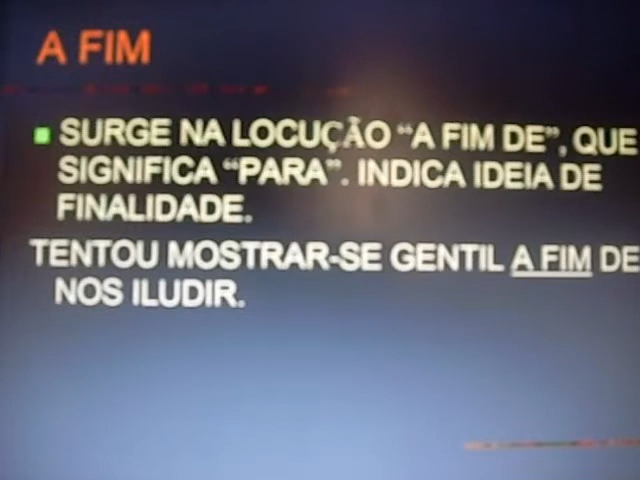 A FIM
SURGE NA LOCUÇÃO “A FIM DE”, QUE
SIGNIFICA “PARA”. INDICA IDEIA DE
FINALIDADE.
TENTOU MOSTRAR-SE GENTIL A FIM DE
NOS ILUDIR.